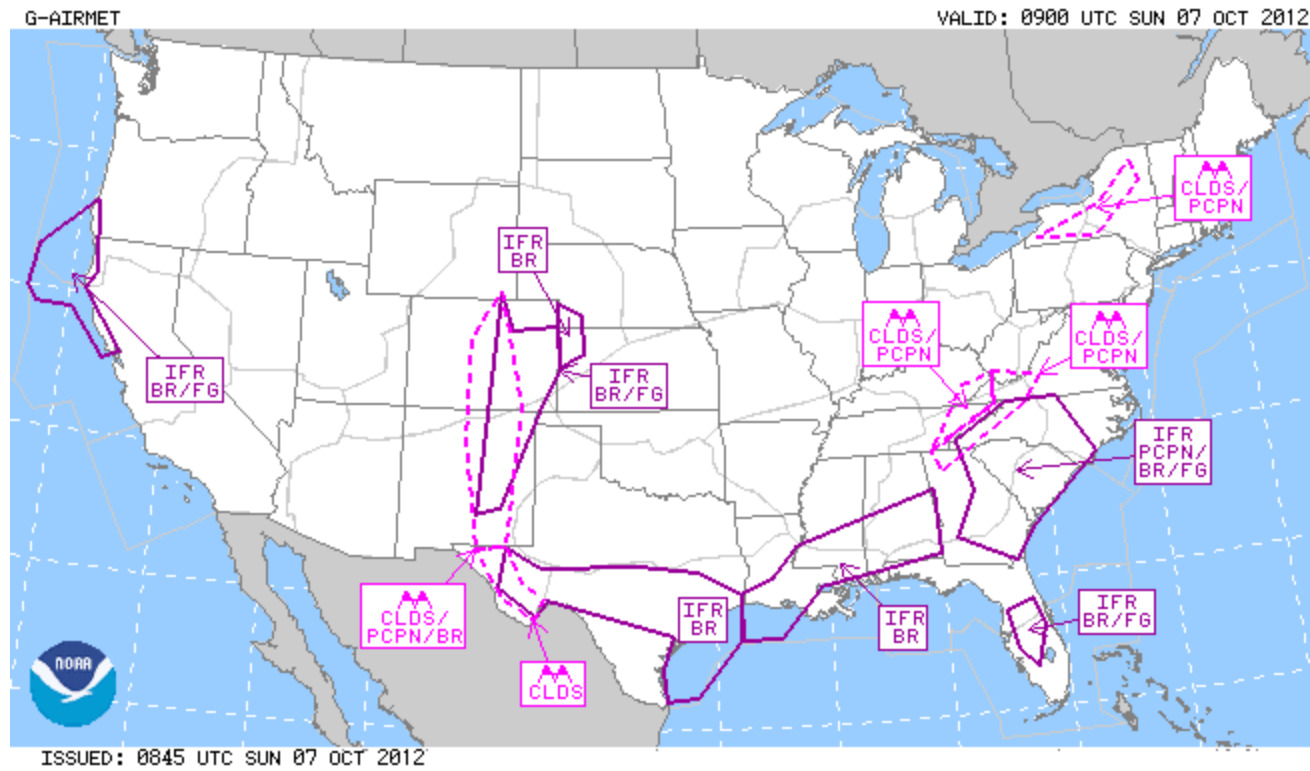 G-AIRMET
VALID: 0900 UTC SUN 07 OCT 2012
CLDS/
PCPN
IFR
BR
CLDS/
PCPN
CLDS/
PCPN
IFR
BR/FG
IFR
BR/FG
IFR
PCPN/
BR/FG
CLDS/
PCPN/BR
IFR
BR
IFR
BR
IFR
BR/FG
NOAA
CLDS
ISSUED: 0845 UTC SUN 07 OCT 2012